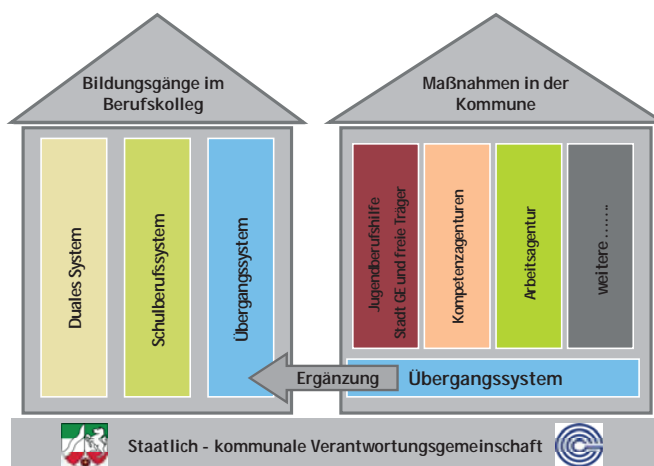 Bildungsgänge im
Berufskolleg
Duales System
Schulberufssystem
Übergangssystem
Maßnahmen in der
Kommune
Jugendberufshilfe
Stadt GE und freie Träger
Kompetenzagenturen
Arbeitsagentur
weitere .......
Ergänzung
Übergangssystem
Staatlich - kommunale Verantwortungsgemeinschaft